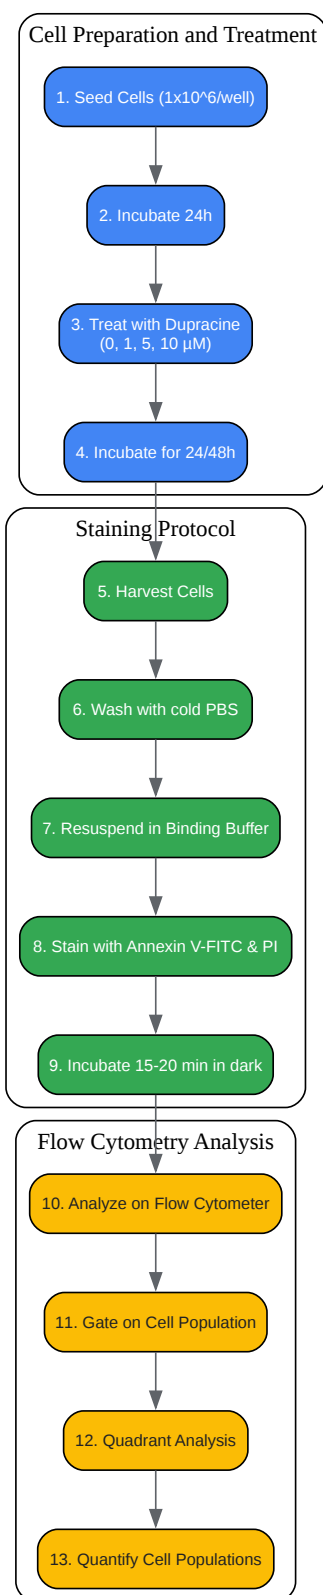 Cell Preparation and Treatment
1. Seed Cells (1x10^6/well)
2. Incubate 24h
3. Treat with Dupracine
(0, 1, 5, 10 µM)
4. Incubate for 24/48h
Staining Protocol
5. Harvest Cells
6. Wash with cold PBS
7. Resuspend in Binding Buffer
8. Stain with Annexin V-FITC & PI
9. Incubate 15-20 min in dark
Flow Cytometry Analysis
10. Analyze on Flow Cytometer
11. Gate on Cell Population
12. Quadrant Analysis
13. Quantify Cell Populations